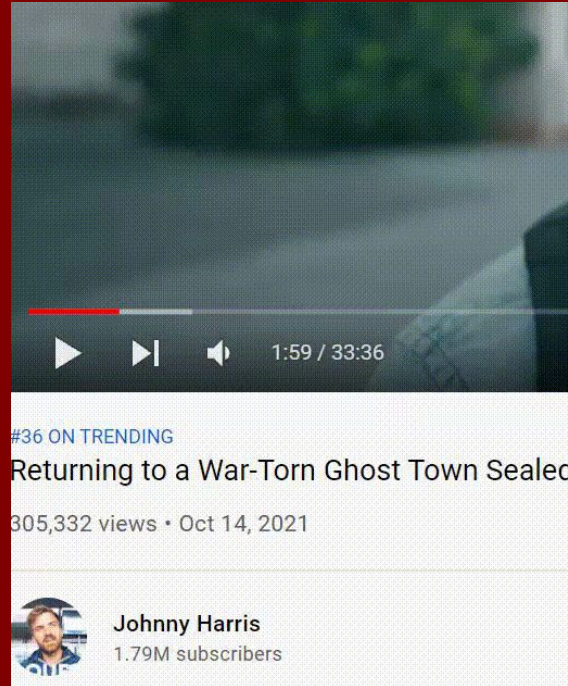 1:59 / 33:36
#36 ON TRENDING
Returning to a War-Torn Ghost Town Sealed
305,332 views • Oct 14, 2021
Johnny Harris
1.79M subscribers